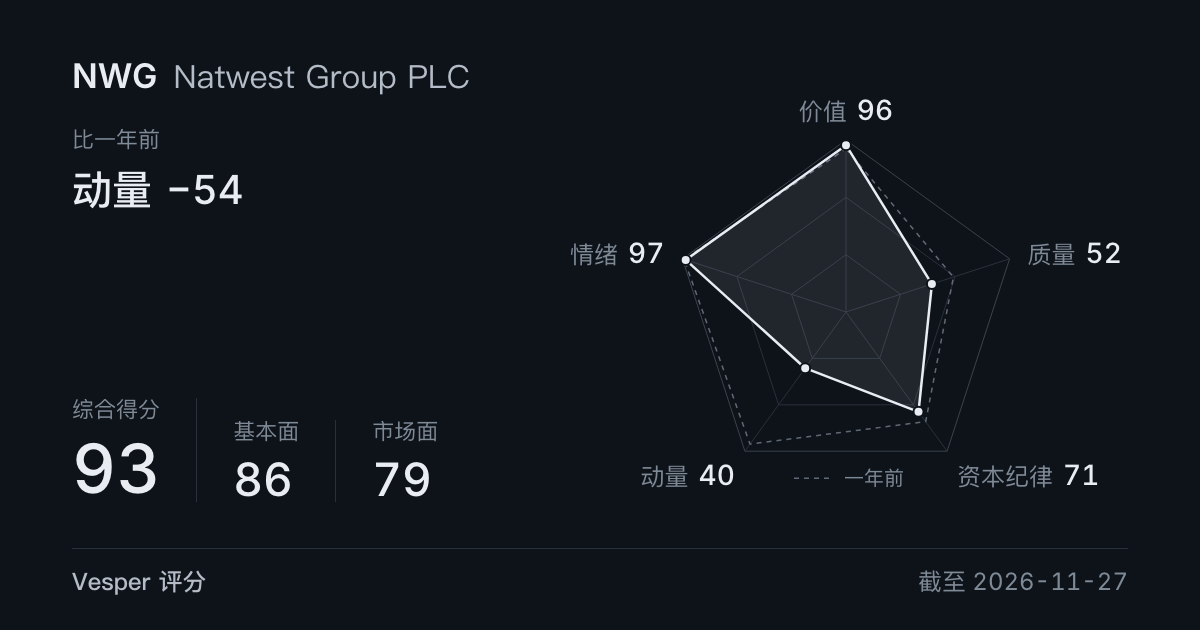 NWG Natwest Group PLC
比一年前
动量 −54
价值 96
情绪 97
质量 52
动量 40
一年前
资本纪律 71
综合得分
93
基本面
86
市场面
79
Vesper 评分
截至 2026-11-27